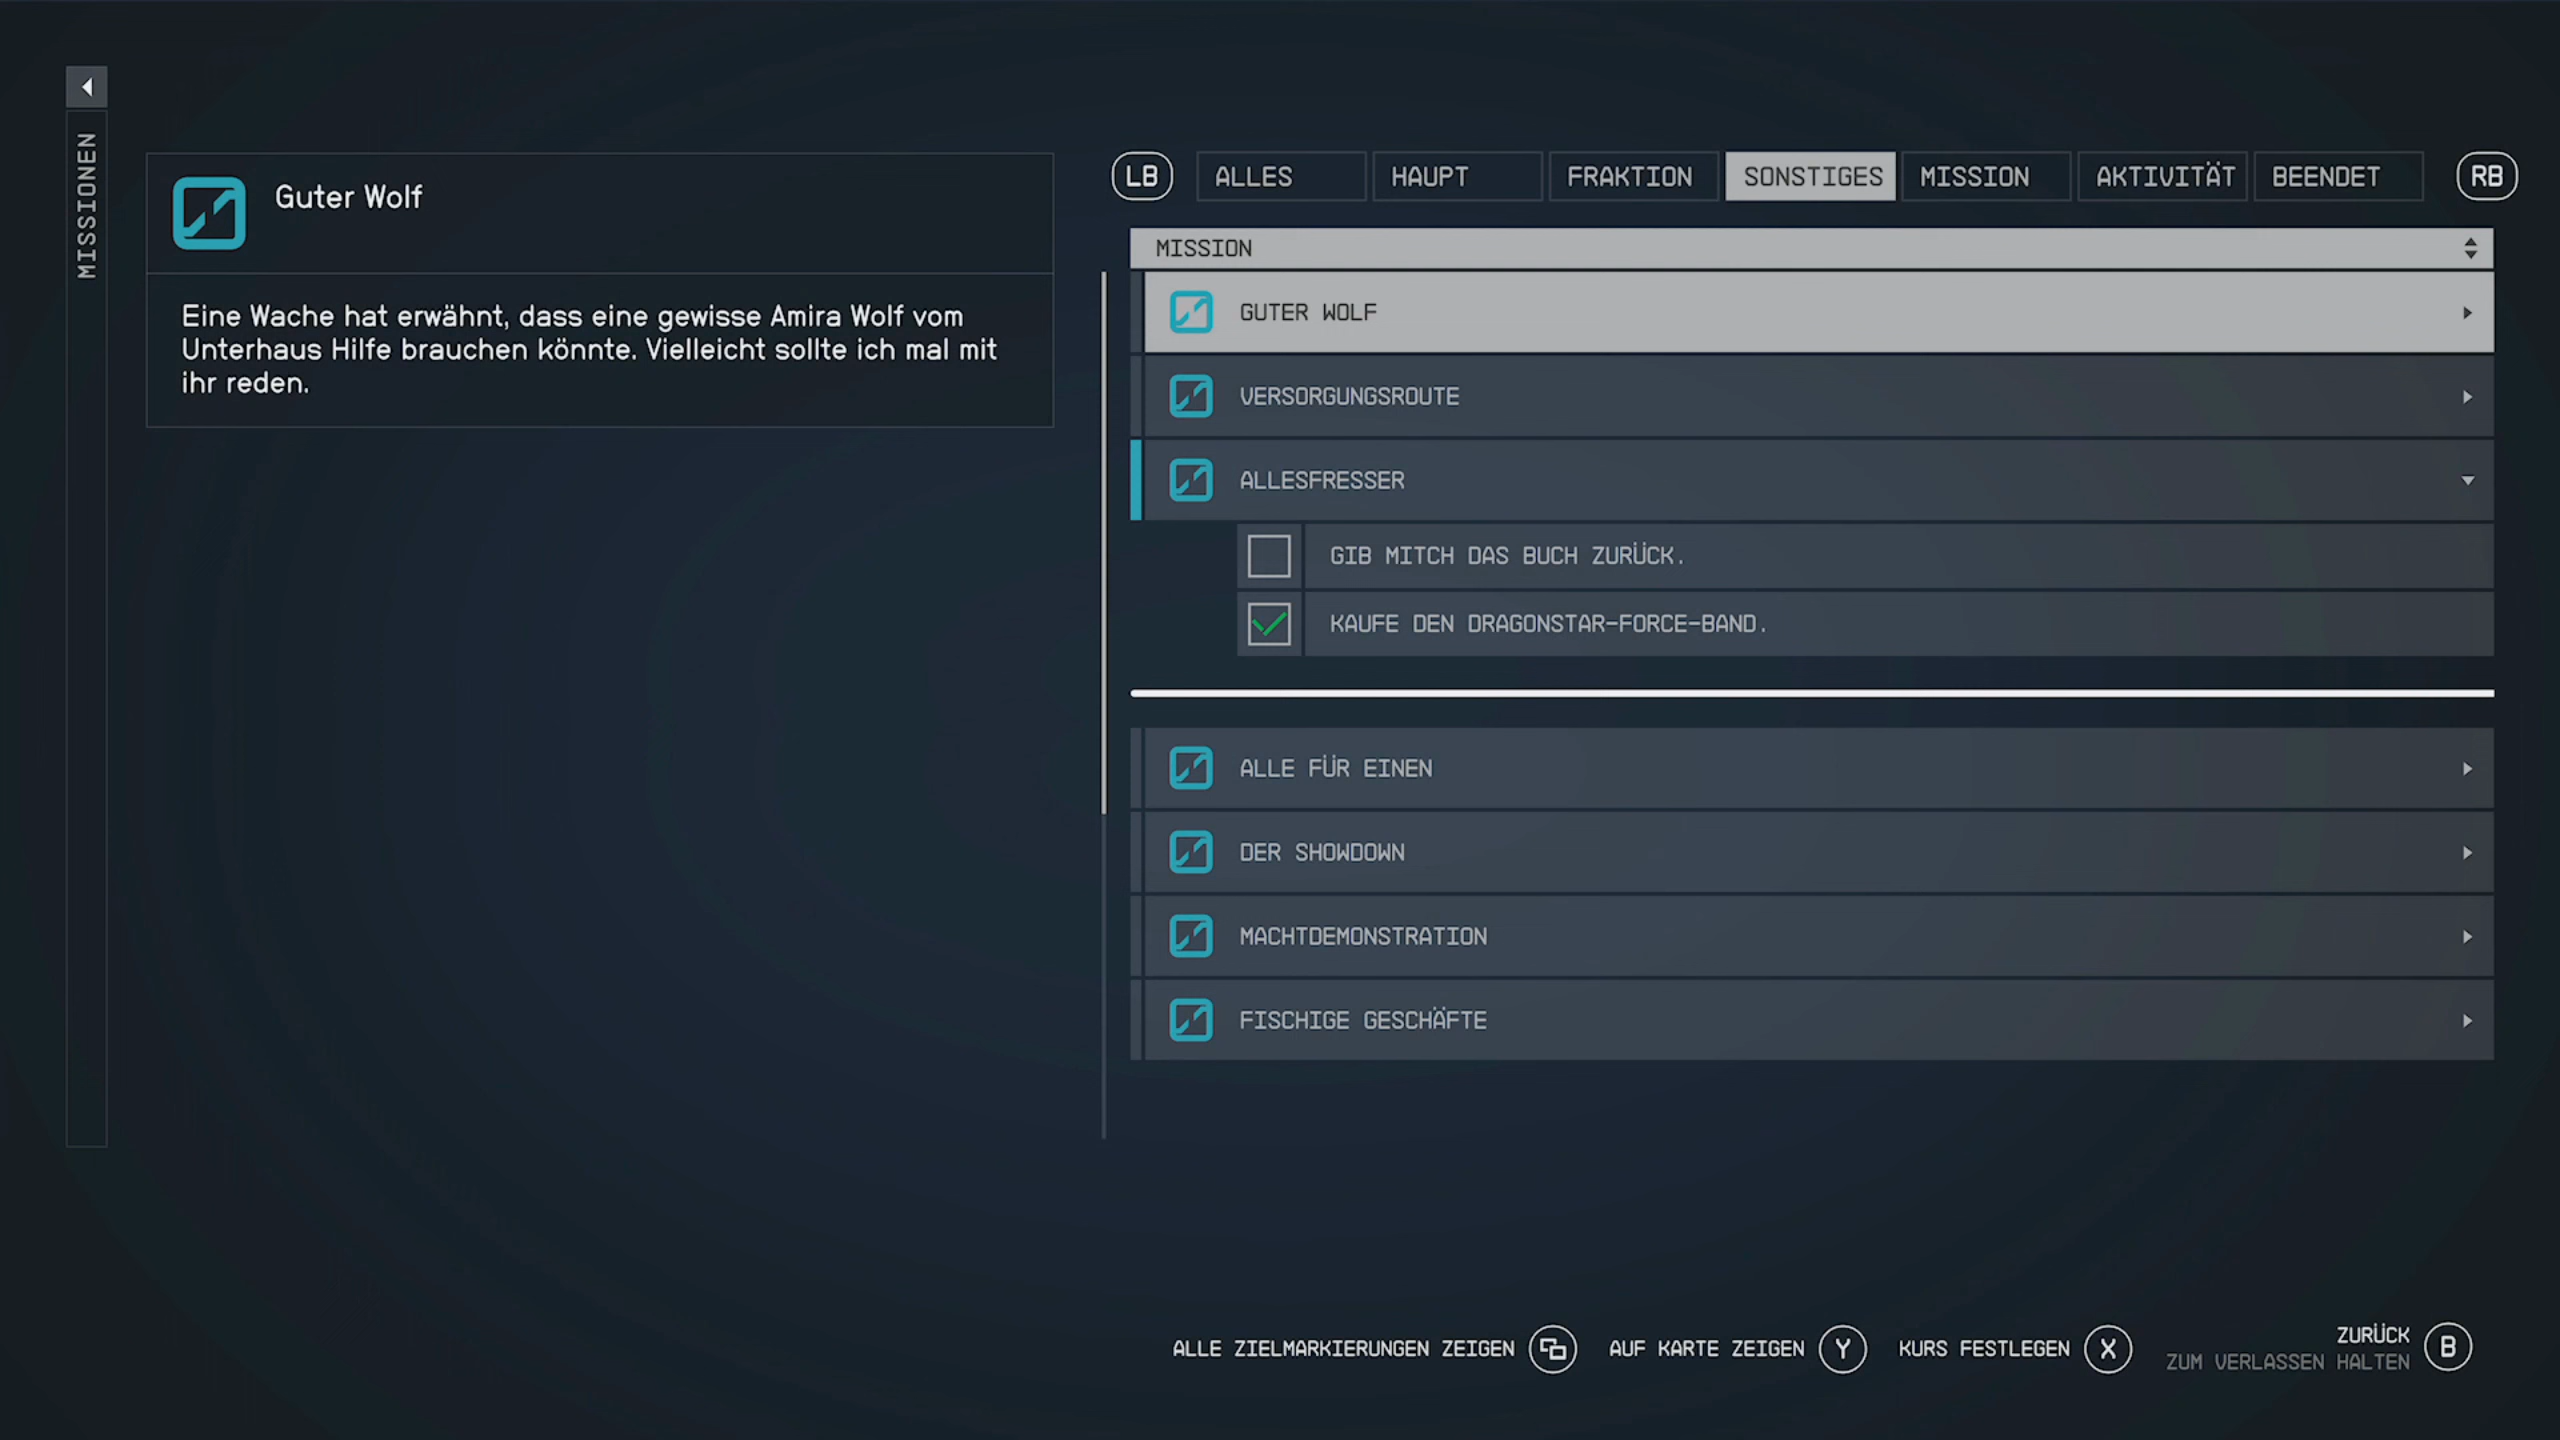 MISSIONEN
Guter Wolf
Eine Wache hat erwähnt, dass eine gewisse Amira Wolf vom
Unterhaus Hilfe brauchen könnte. Vielleicht sollte ich mal mit
ihr reden.
LB ALLES HAUPT FRAKTION SONSTIGES MISSION AKTIVITÄT BEENDET RB
MISSION
GUTER WOLF
VERSORGUNGSROUTE
ALLESFRESSER
GIB MITCH DAS BUCH ZURÜCK.
KAUFE DEN DRAGONSTAR-FORCE-BAND.
ALLE FÜR EINEN
DER SHOWDOWN
MACHTDEMONSTRATION
FISCHIGE GESCHÄFTE
ALLE ZIELMARKIERUNGEN ZEIGEN AUF KARTE ZEIGEN Y KURS FESTLEGEN X ZURÜCK B
ZUM VERLASSEN HALTEN